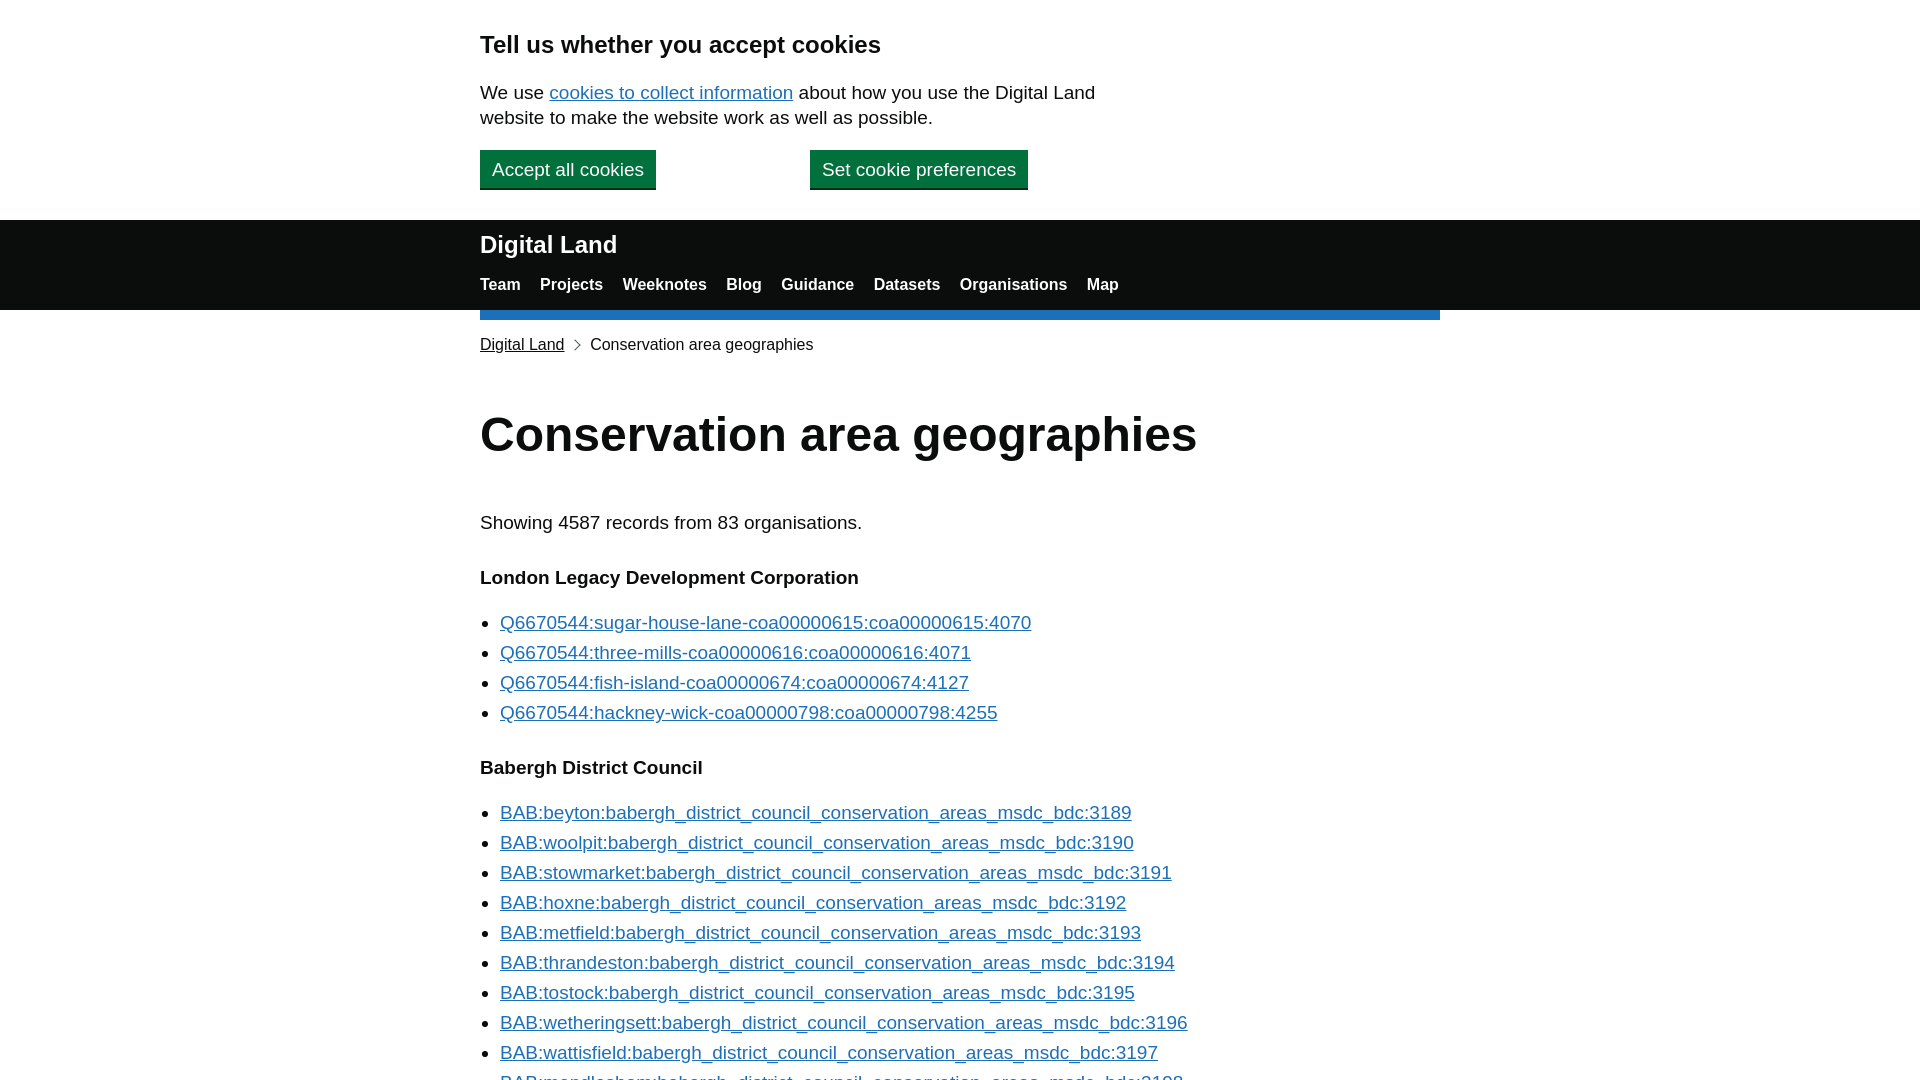 Tell us whether you accept cookies
We use cookies to collect information about how you use the Digital Land
website to make the website work as well as possible.
Accept all cookies
Set cookie preferences
Digital Land
Team Projects Weeknotes Blog Guidance Datasets Organisations Map
Digital Land Conservation area geographies
Conservation area geographies
Showing 4587 records from 83 organisations.
London Legacy Development Corporation
Q6670544:sugar-house-lane-coa00000615:coa00000615:4070
Q6670544:three-mills-coa00000616:coa00000616:4071
Q6670544:fish-island-coa00000674:coa00000674:4127
Q6670544:hackney-wick-coa00000798:coa00000798:4255
Babergh District Council
BAB:beyton:babergh_district_council_conservation_areas_msdc_bdc:3189
BAB:woolpit:babergh_district_council_conservation_areas_msdc_bdc:3190
BAB:stowmarket:babergh_district_council_conservation_areas_msdc_bdc:3191
BAB:hoxne:babergh_district_council_conservation_areas_msdc_bdc:3192
BAB:metfield:babergh_district_council_conservation_areas_msdc_bdc:3193
BAB:thrandeston:babergh_district_council_conservation_areas_msdc_bdc:3194
BAB:tostock:babergh_district_council_conservation_areas_msdc_bdc:3195
BAB:wetheringsett:babergh_district_council_conservation_areas_msdc_bdc:3196
BAB:wattisfield:babergh_district_council_conservation_areas_msdc_bdc:3197